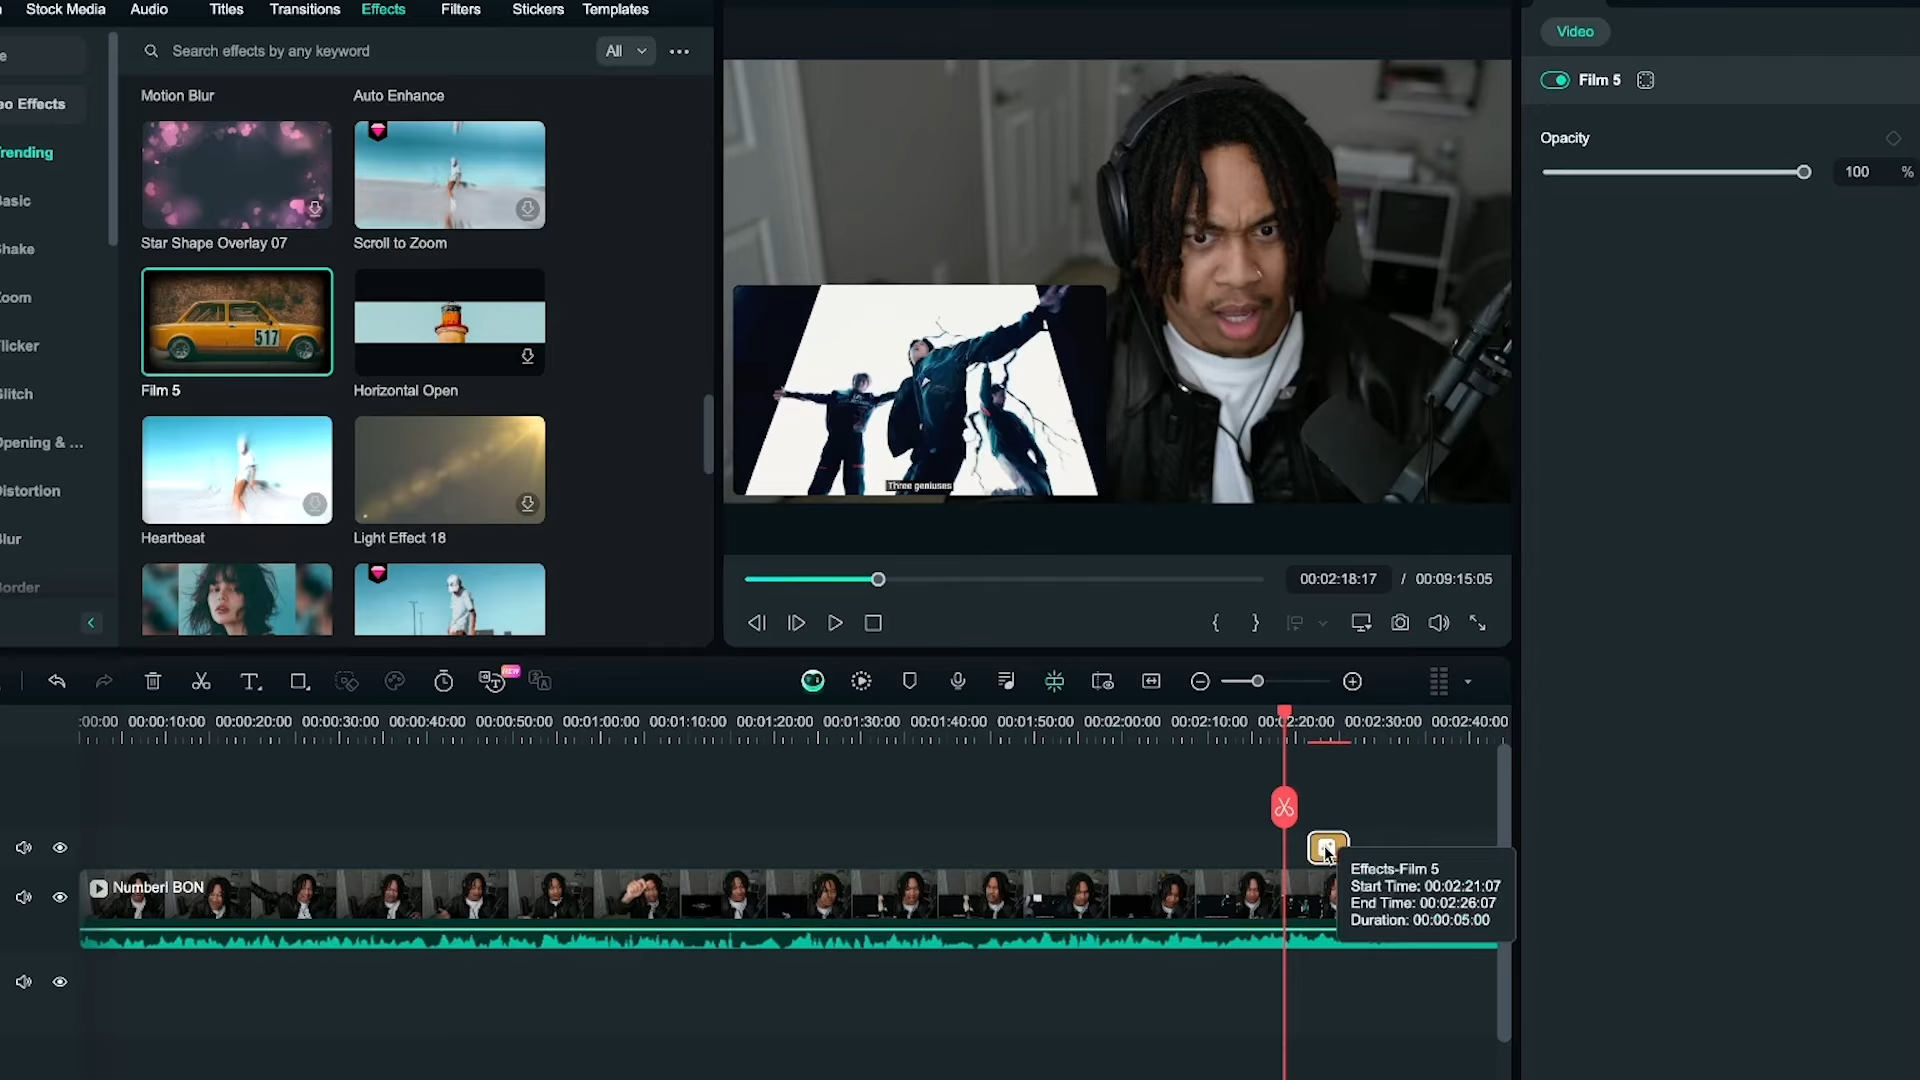 Stock Media
Audio
Titles
Transitions
Effects
Filters
Stickers
Templates
Search effects by any keyword
All
e
eo Effects
rending
asic
hake
oom
licker
litch
Opening & ...
istortion
lur
order
Motion Blur
Auto Enhance
Star Shape Overlay 07
Scroll to Zoom
517
Film 5
Horizontal Open
Heartbeat
Light Effect 18
Three geniuses
00:02:18:17 / 00:09:15:05
Video
Film 5
Opacity
100 %
NEW
:00:00 00:00:10:00 00:00:20:00 00:00:30:00 00:00:40:00 00:00:50:00 00:01:00:00 00:01:10:00 00:01:20:00 00:01:30:00 00:01:40:00 00:01:50:00 00:02:00:00 00:02:10:00 00:02:20:00 00:02:30:00 00:02:40:00
NumberI BON
Effects-Film 5
Start Time: 00:02:21:07
End Time: 00:02:26:07
Duration: 00:00:05:00